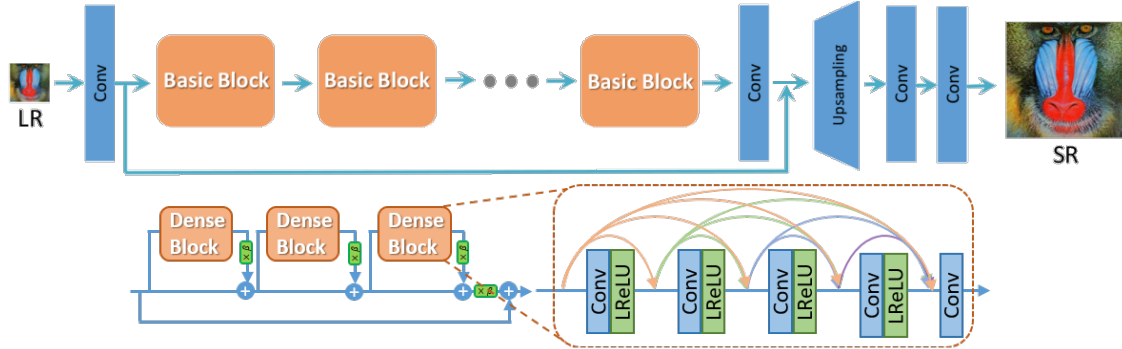 LR
Conv
Basic Block
Basic Block
Basic Block
Conv
Upsampling
Conv
Conv
SR
Dense
Block
× β
Dense
Block
× β
Dense
Block
× β
+
+
+
× β
+
Conv
LReLU
Conv
LReLU
Conv
LReLU
Conv
LReLU
Conv